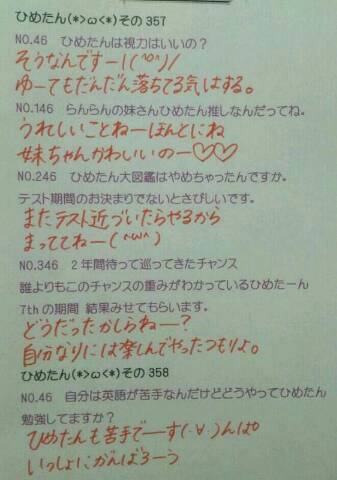 ひめたん(*>ω<*)その357
NO.46　ひめたんは視力はいいの？
そうなんですー！(^o^)/
ゆーてもだんだん落ちてる気はする。
NO.146　らんらんの妹さんひめたん推しなんだってね。
うれしいことねーほんとにね
妹ちゃんかわいいのー♡♡
NO.246　ひめたん大図鑑はやめちゃったんですか。
テスト期間のお決まりでないとさびしいです。
またテスト近づいたらやるから
まっててねー(^ω^)
NO.346　2年間待って巡ってきたチャンス
誰よりもこのチャンスの重みがわかっているひめたーん
7thの期間 結果みせてもらいます。
どうだったかしらねー?
自分なりには楽しんでやったつもりよ。
ひめたん(*>ω<*)その358
NO.46　自分は英語が苦手なんだけどどうやってひめたん
勉強してますか？
ひめたんも苦手でーす(・∀・)んぱ
いっしょにがんばろーう